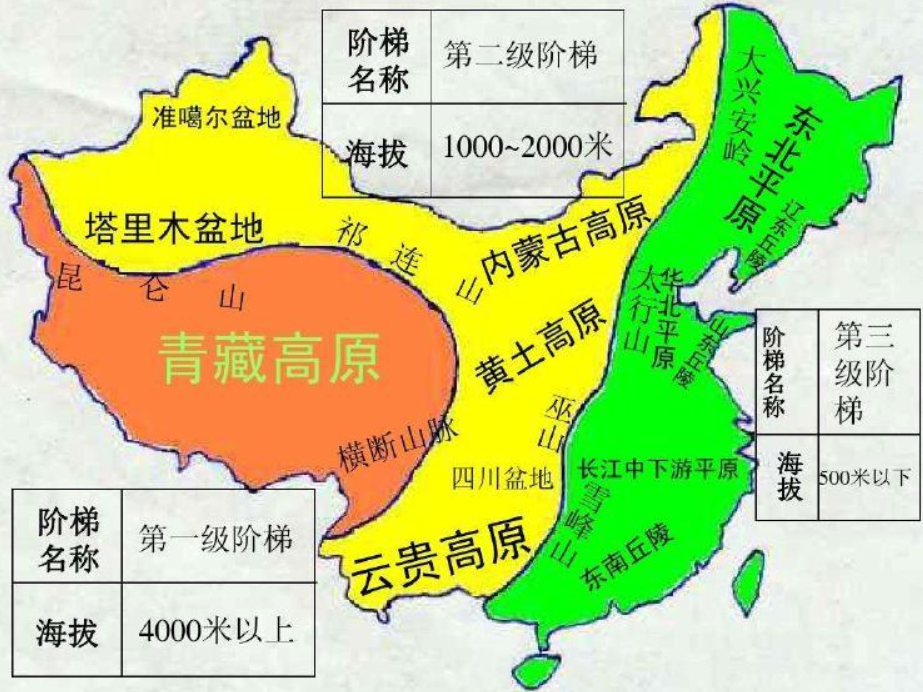 阶梯名称
第二级阶梯
海拔
1000~2000米
准噶尔盆地
塔里木盆地
昆仑山
祁连山
内蒙古高原
大兴安岭
东北平原
辽东丘陵
青藏高原
黄土高原
太行山
华北平原
山东丘陵
阶梯名称
第三级阶梯
海拔
500米以下
横断山脉
巫山
四川盆地
长江中下游平原
雪峰山
云贵高原
东南丘陵
阶梯名称
第一级阶梯
海拔
4000米以上